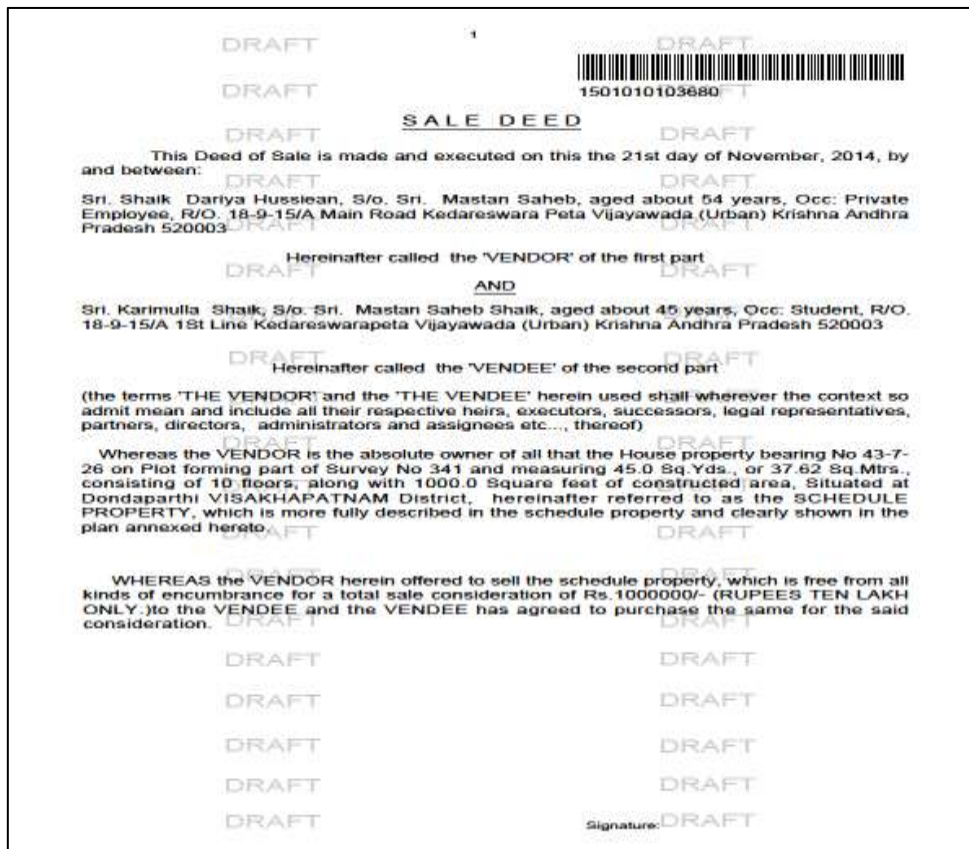 1
DRAFT DRAFT
DRAFT DRAFT
1501010103680
SALE DEED
DRAFT DRAFT
This Deed of Sale is made and executed on this the 21st day of November, 2014, by
and between:
DRAFT DRAFT
Sri. Shaik Dariya Hussiean, S/o. Sri. Mastan Saheb, aged about 54 years, Occ: Private
Employee, R/O. 18-9-15/A Main Road Kedareswara Peta Vijayawada (Urban) Krishna Andhra
Pradesh 520003
DRAFT DRAFT
Hereinafter called the 'VENDOR' of the first part
DRAFT DRAFT
AND
Sri. Karimulla Shaik, S/o. Sri. Mastan Saheb Shaik, aged about 45 years, Occ: Student, R/O.
18-9-15/A 1St Line Kedareswarapeta Vijayawada (Urban) Krishna Andhra Pradesh 520003
DRAFT DRAFT
DRAFT DRAFT
Hereinafter called the 'VENDEE' of the second part
(the terms 'THE VENDOR' and the 'THE VENDEE' herein used shall wherever the context so
admit mean and include all their respective heirs, executors, successors, legal representatives,
partners, directors, administrators and assignees etc..., thereof)
DRAFT DRAFT
DRAFT DRAFT
Whereas the VENDOR is the absolute owner of all that the House property bearing No 43-7-
26 on Plot forming part of Survey No 341 and measuring 45.0 Sq.Yds., or 37.62 Sq.Mtrs.,
consisting of 10 floors, along with 1000.0 Square feet of constructed area, Situated at
Dondaparthi VISAKHAPATNAM District, hereinafter referred to as the SCHEDULE
PROPERTY, which is more fully described in the schedule property and clearly shown in the
plan annexed hereto.
DRAFT DRAFT
DRAFT DRAFT
WHEREAS the VENDOR herein offered to sell the schedule property, which is free from all
kinds of encumbrance for a total sale consideration of Rs.1000000/- (RUPEES TEN LAKH
ONLY.)to the VENDEE and the VENDEE has agreed to purchase the same for the said
consideration.
DRAFT DRAFT
DRAFT DRAFT
DRAFT DRAFT
DRAFT DRAFT
DRAFT DRAFT
DRAFT DRAFT
Signature: